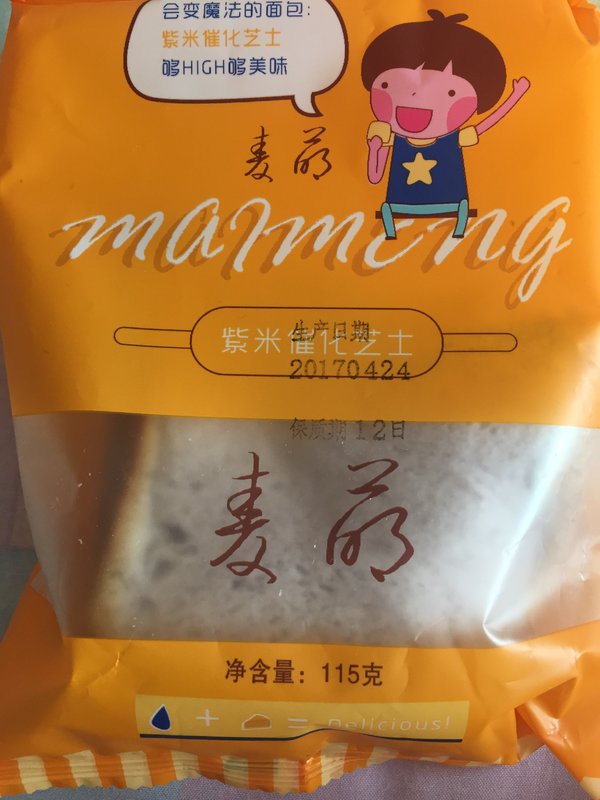 会变魔法的面包:
紫米催化芝士
够HIGH够美味
麦萌
maimeng
紫米催化芝士
生产日期
20170424
保质期12日
麦萌
净含量：115克
+ = Delicious!